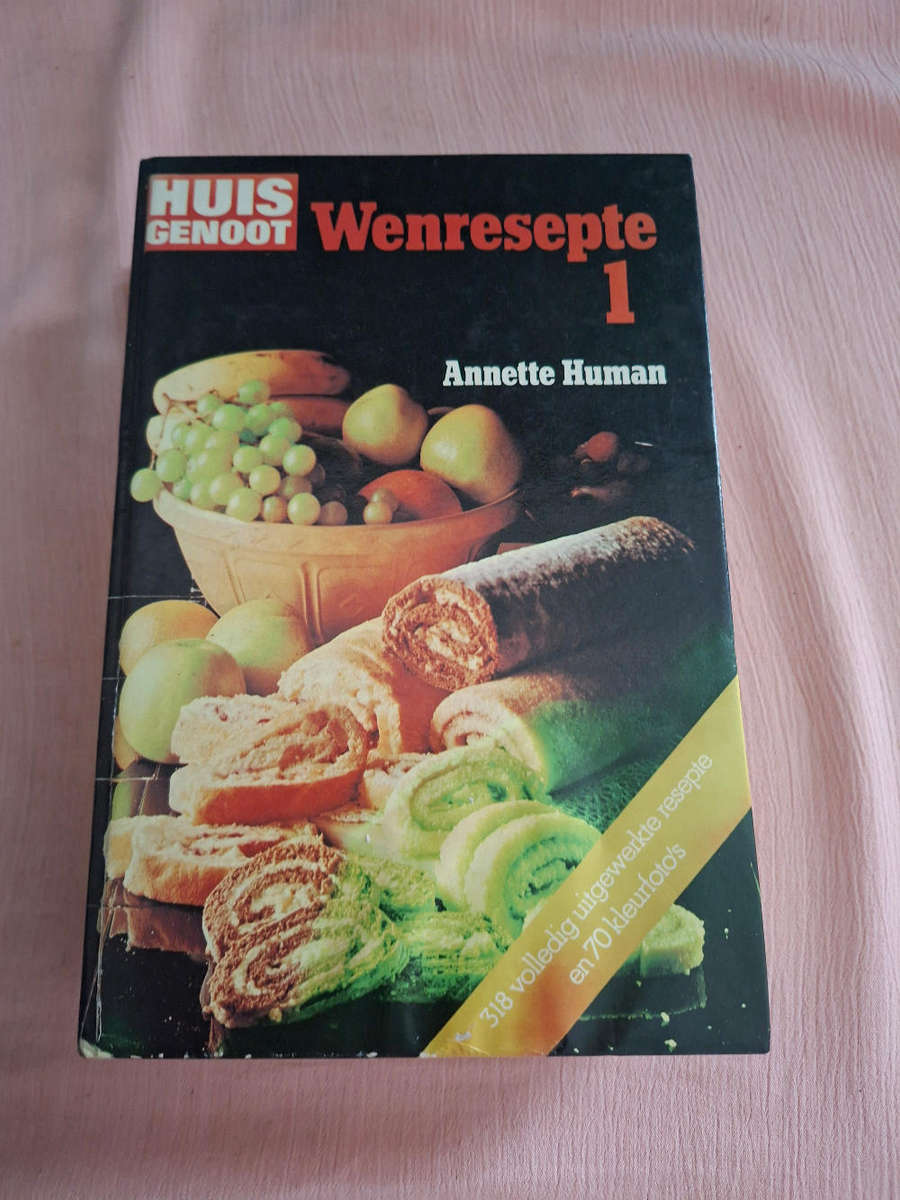 HUIS
GENOOT
Wenresepte
1
Annette Human
318 volledig uitgewerkte resepte
en 70 kleurfoto's